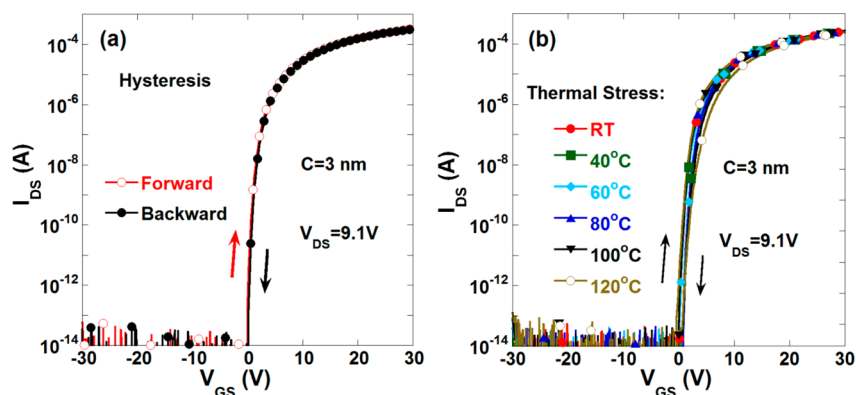 (a)
Hysteresis
Forward
Backward
C=3 nm
V_DS=9.1V
I_DS (A)
10^-4
10^-6
10^-8
10^-10
10^-12
10^-14
-30 -20 -10 0 10 20 30
V_GS (V)
(b)
Thermal Stress:
RT
40°C
60°C
80°C
100°C
120°C
C=3 nm
V_DS=9.1V
I_DS (A)
10^-4
10^-6
10^-8
10^-10
10^-12
10^-14
-30 -20 -10 0 10 20 30
V_GS (V)